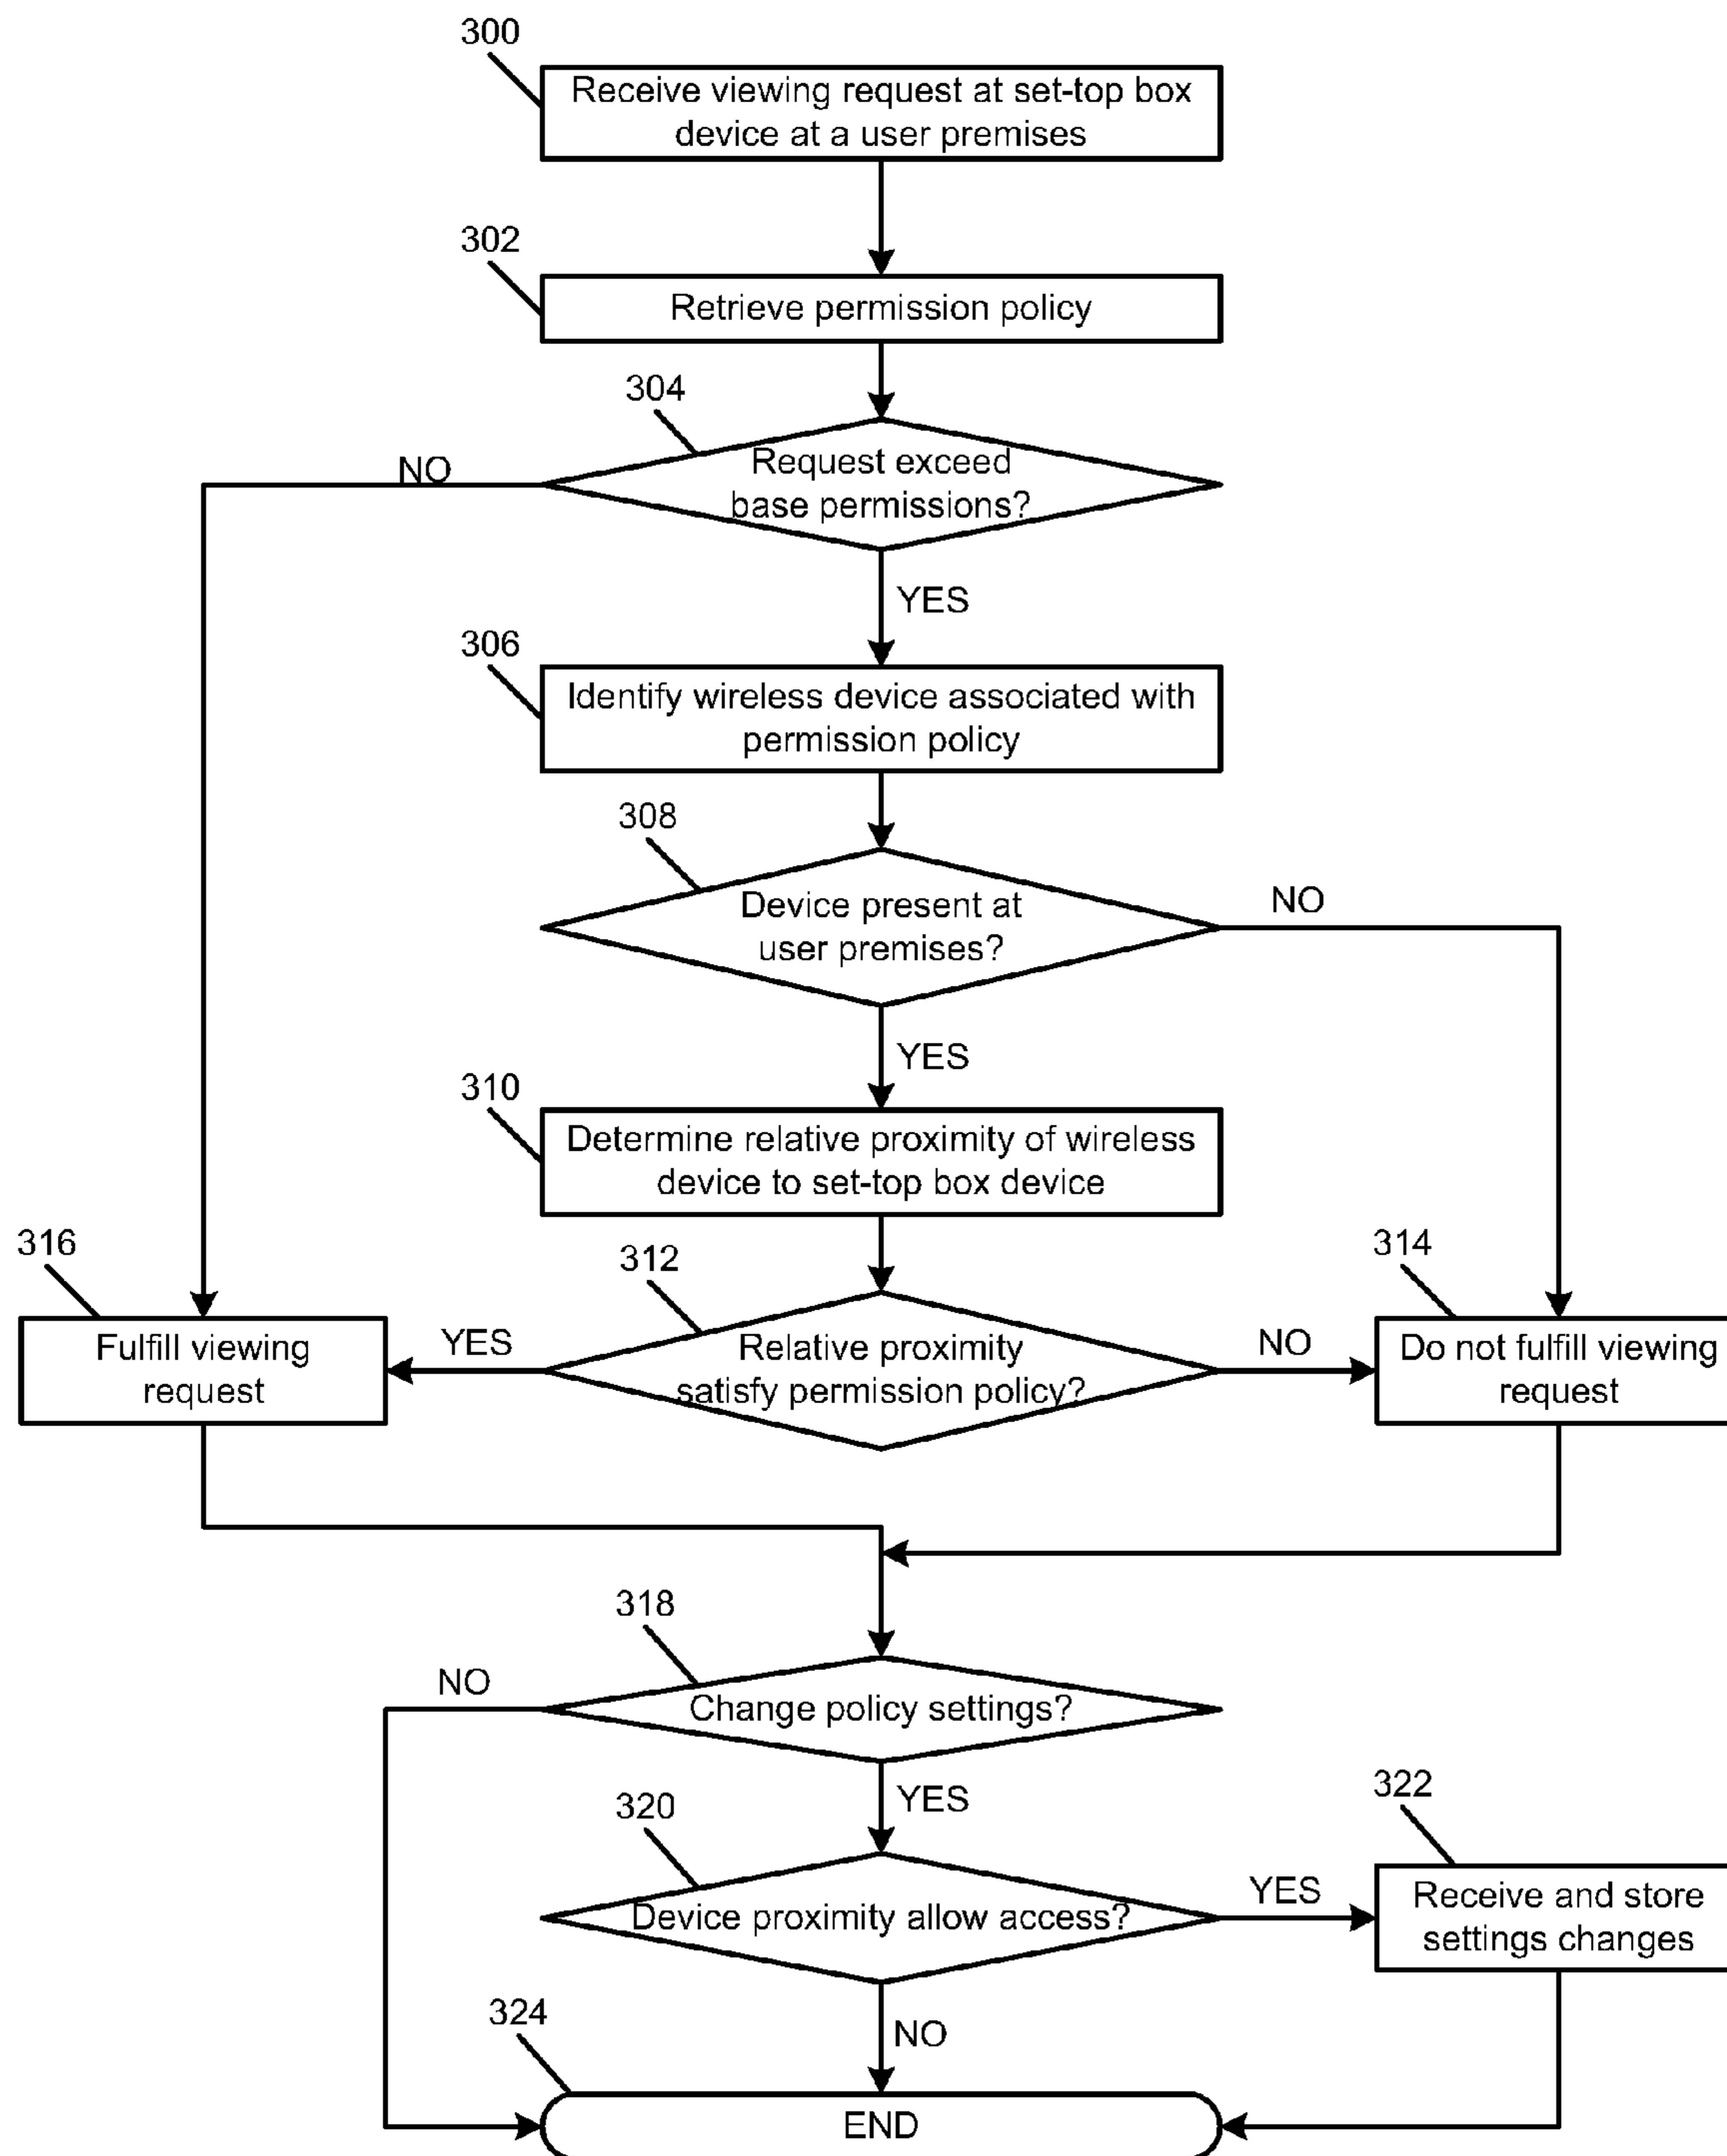 300
Receive viewing request at set-top box
device at a user premises
302
Retrieve permission policy
304
Request exceed
base permissions?
NO
YES
306
Identify wireless device associated with
permission policy
308
Device present at
user premises?
NO
YES
310
Determine relative proximity of wireless
device to set-top box device
316
Fulfill viewing
request
YES
312
Relative proximity
satisfy permission policy?
NO
314
Do not fulfill viewing
request
318
Change policy settings?
NO
YES
320
Device proximity allow access?
YES
322
Receive and store
settings changes
NO
324
END